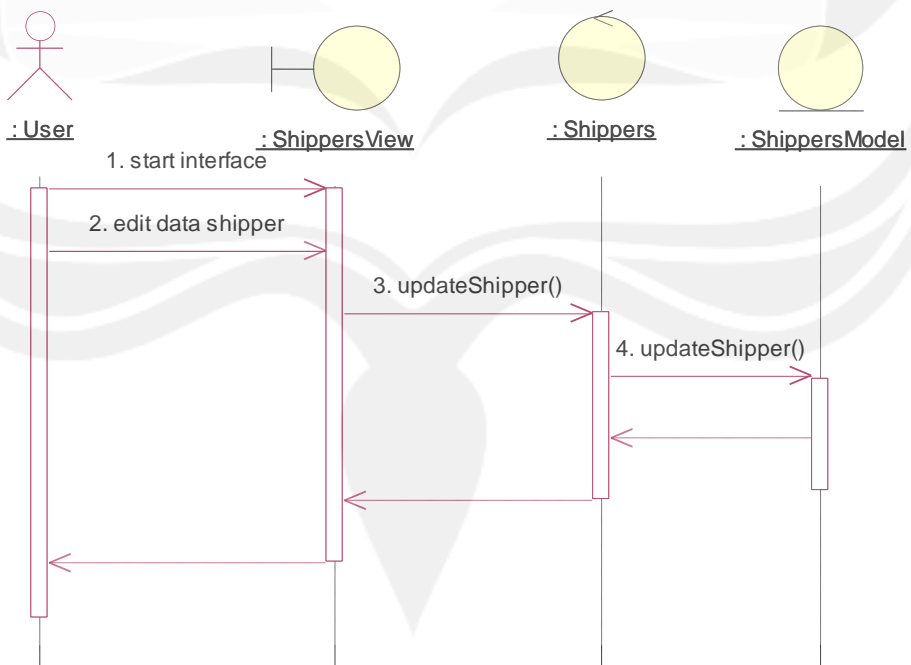 : User
: ShippersView
: Shippers
: ShippersModel
1. start interface
2. edit data shipper
3. updateShipper()
4. updateShipper()